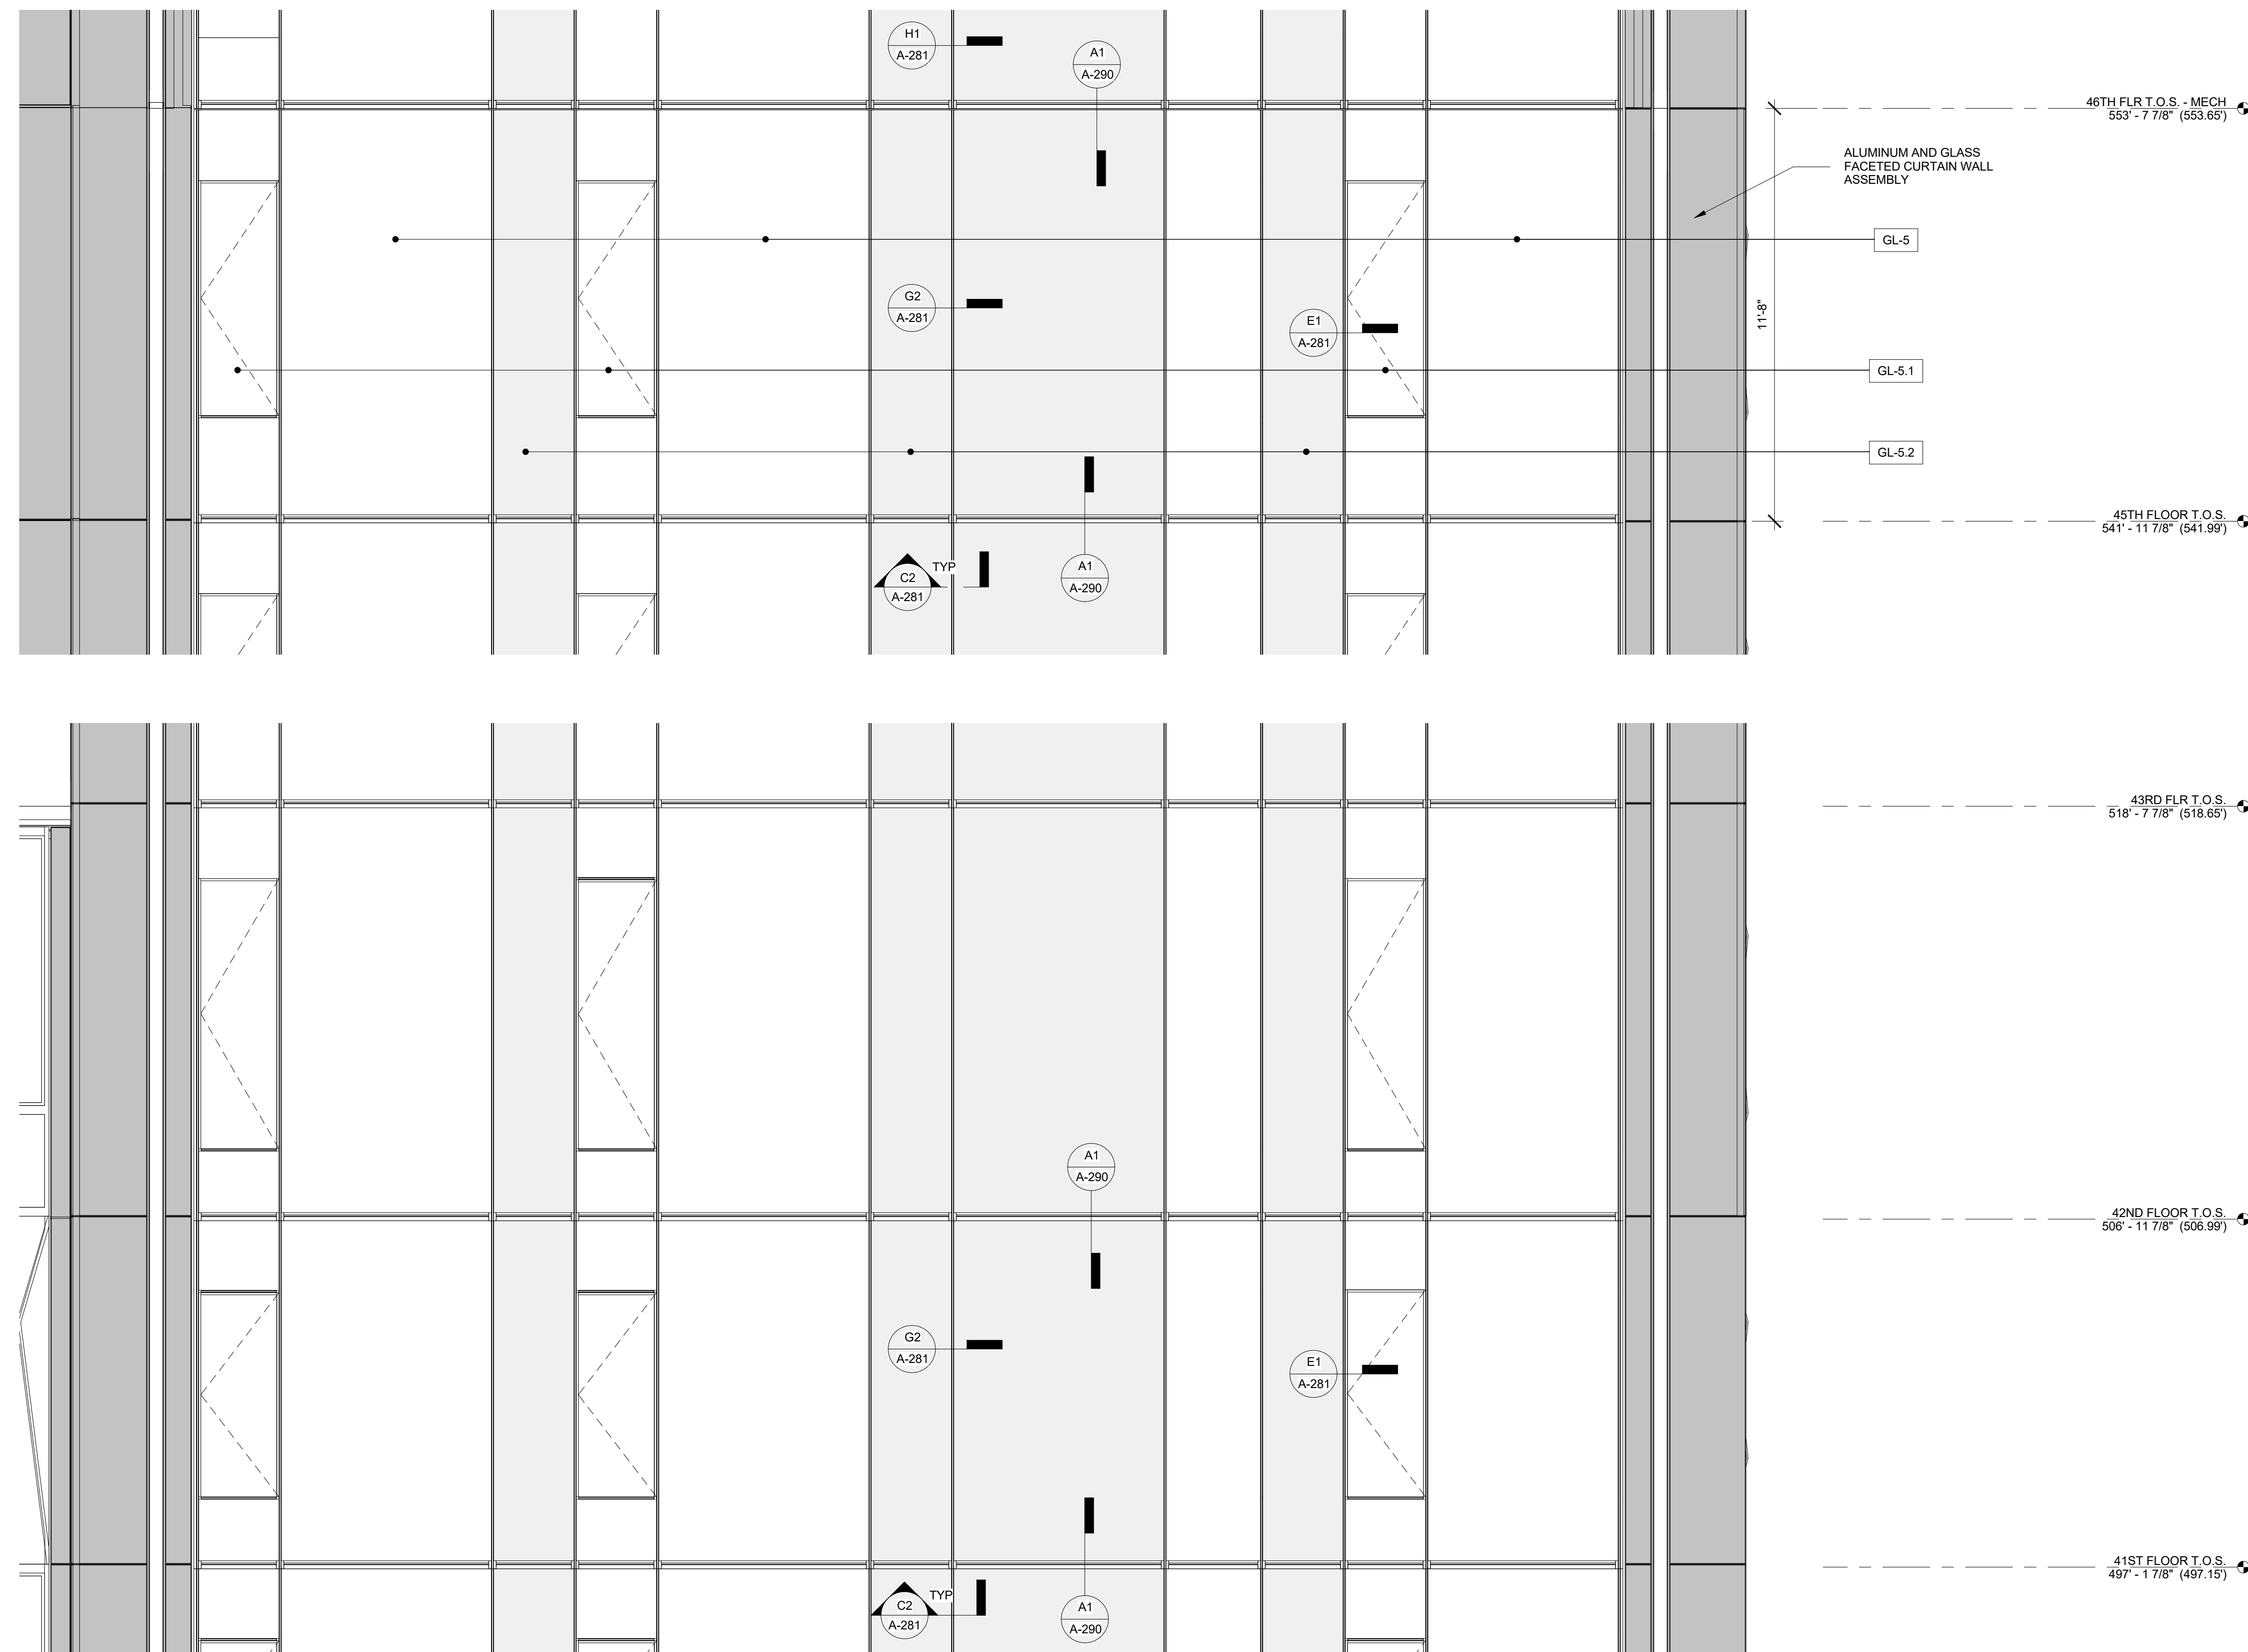 H1
A-281
A1
A-290
46TH FLR T.O.S. - MECH
553' - 7 7/8" (553.65')
ALUMINUM AND GLASS
FACETED CURTAIN WALL
ASSEMBLY
GL-5
G2
A-281
E1
A-281
11'-8"
GL-5.1
GL-5.2
45TH FLOOR T.O.S.
541' - 11 7/8" (541.99')
C2
A-281
TYP
A1
A-290
43RD FLR T.O.S.
518' - 7 7/8" (518.65')
A1
A-290
42ND FLOOR T.O.S.
506' - 11 7/8" (506.99')
G2
A-281
E1
A-281
41ST FLOOR T.O.S.
497' - 1 7/8" (497.15')
C2
A-281
TYP
A1
A-290